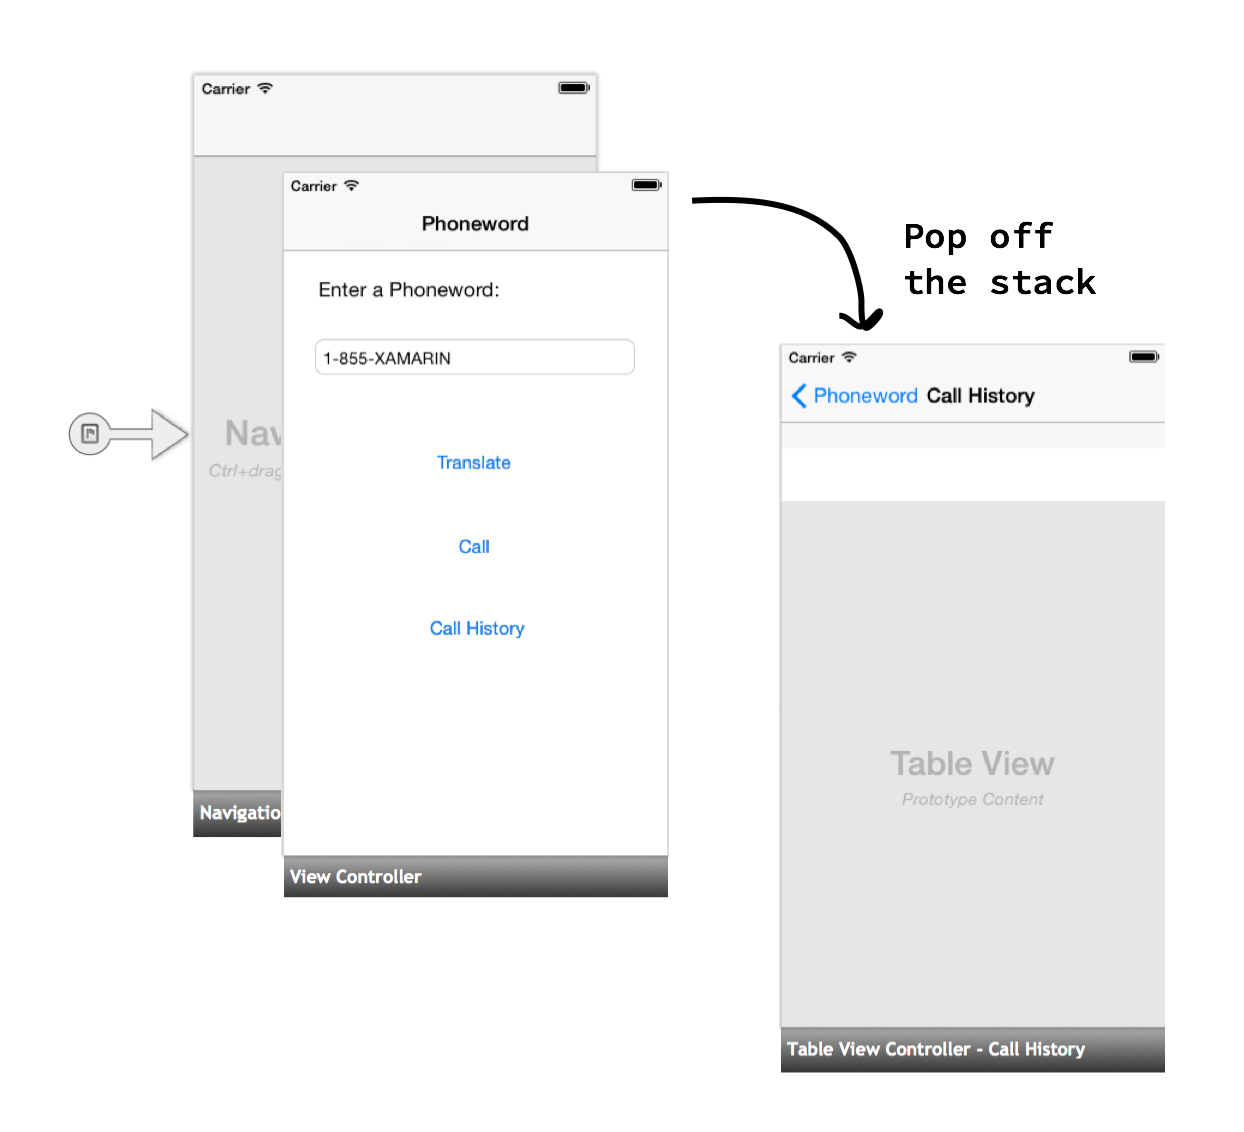 Carrier
Carrier
Phoneword
Enter a Phoneword:
1-855-XAMARIN
Translate
Call
Call History
View Controller
Nav
Ctrl+drag
Navigatio
Pop off
the stack
Carrier
Phoneword Call History
Table View
Prototype Content
Table View Controller - Call History